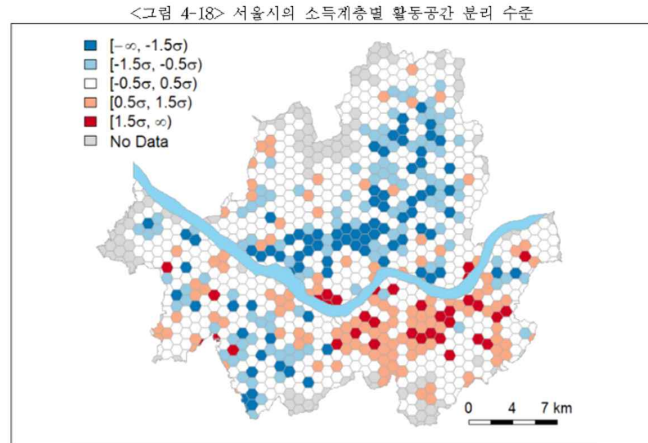 <그림 4-18> 서울시의 소득계층별 활동공간 분리 수준
[-∞, -1.5σ)
[-1.5σ, -0.5σ)
[-0.5σ, 0.5σ)
[0.5σ, 1.5σ)
[1.5σ, ∞)
No Data
0 4 7 km